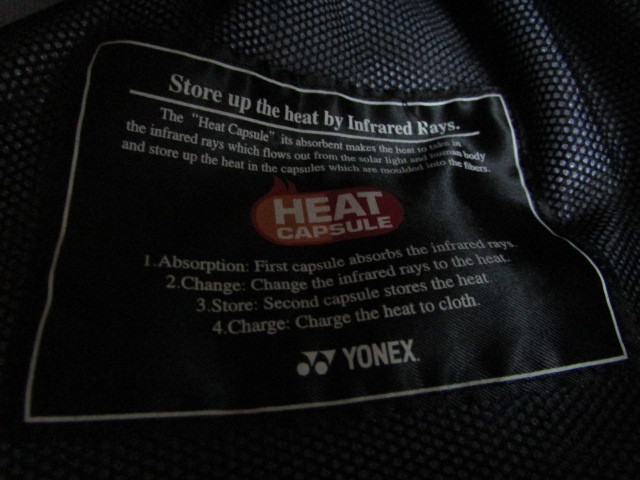 Store up the heat by Infrared Rays.
The "Heat Capsule" its absorbent makes the heat to take in
the infrared rays which flows out from the solar light and human body
and store up the heat in the capsules which are moulded into the fibers.
HEAT
CAPSULE
1.Absorption: First capsule absorbs the infrared rays.
2.Change: Change the infrared rays to the heat.
3.Store: Second capsule stores the heat
4.Charge: Charge the heat to cloth.
YONEX.